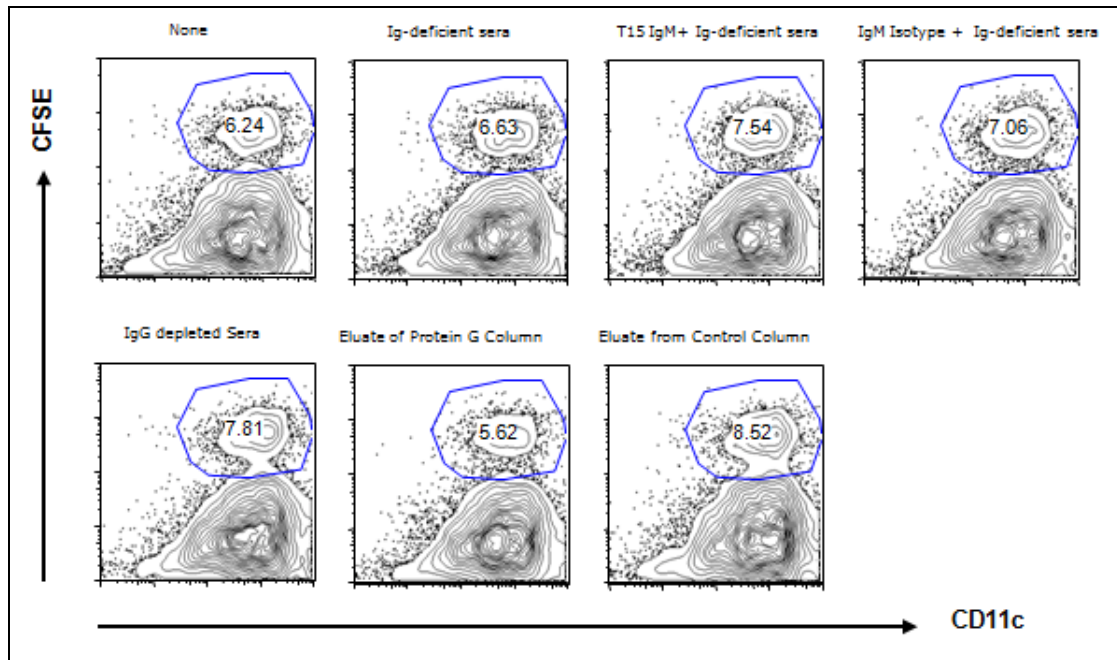 None
Ig-deficient sera
T15 IgM+ Ig-deficient sera
IgM Isotype + Ig-deficient sera
CFSE
6.24
6.63
7.54
7.06
IgG depleted Sera
Eluate of Protein G Column
Eluate from Control Column
7.81
5.62
8.52
CD11c